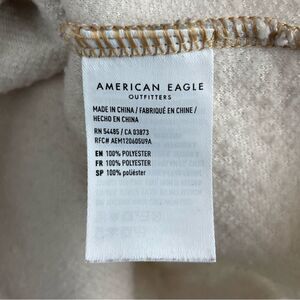 AMERICAN EAGLE
OUTFITTERS
MADE IN CHINA / FABRIQUÉ EN CHINE /
HECHO EN CHINA
RN 54485 / CA 03873
RFC# AEM120605U9A
EN 100% POLYESTER
FR 100% POLYESTER
SP 100% poliéster